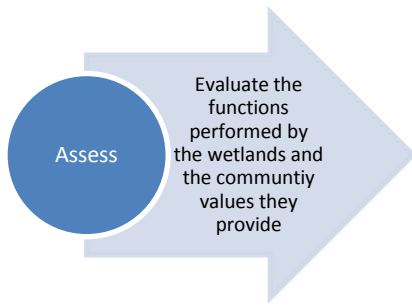 Assess
Evaluate the
functions
performed by
the wetlands and
the communtiy
values they
provide